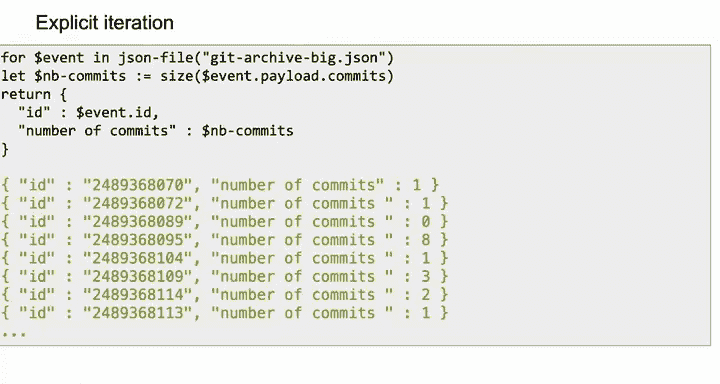 Explicit iteration
for $event in json-file("git-archive-big.json")
let $nb-commits := size($event.payload.commits)
return {
  "id" : $event.id,
  "number of commits" : $nb-commits
}
{ "id" : "2489368070", "number of commits" : 1 }
{ "id" : "2489368072", "number of commits " : 1 }
{ "id" : "2489368089", "number of commits " : 0 }
{ "id" : "2489368095", "number of commits " : 8 }
{ "id" : "2489368104", "number of commits " : 1 }
{ "id" : "2489368109", "number of commits " : 3 }
{ "id" : "2489368114", "number of commits " : 2 }
{ "id" : "2489368113", "number of commits " : 1 }
...